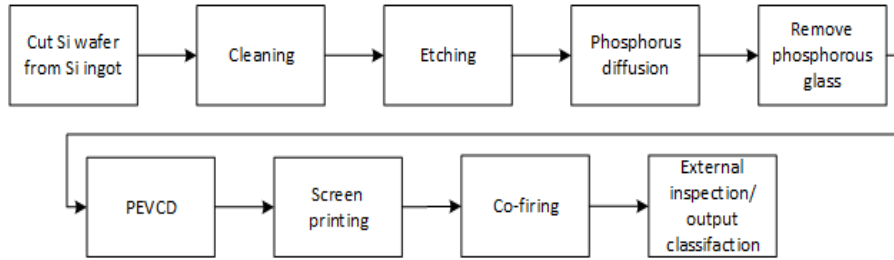 Cut Si wafer
from Si ingot
Cleaning
Etching
Phosphorus
diffusion
Remove
phosphorous
glass
PEVCD
Screen
printing
Co-firing
External
inspection/
output
classifaction